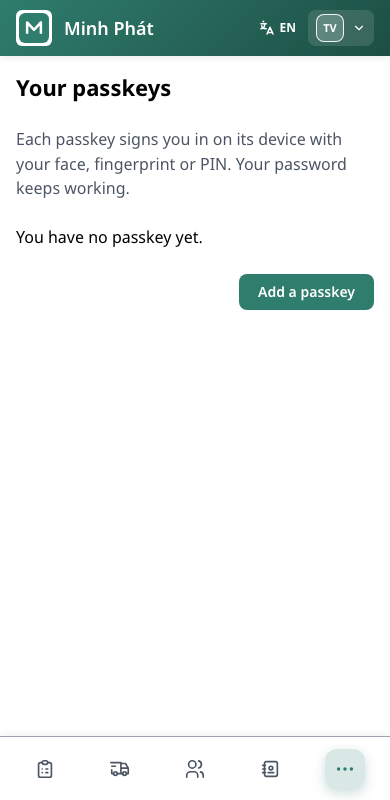 Minh Phát
EN
TV
Your passkeys
Each passkey signs you in on its device with
your face, fingerprint or PIN. Your password
keeps working.
You have no passkey yet.
Add a passkey